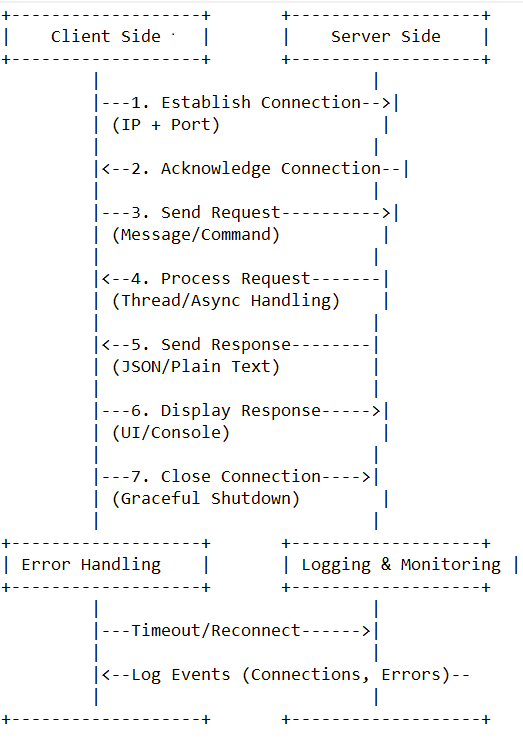 +-------------------+       +-------------------+
|    Client Side    |       |    Server Side    |
+-------------------+       +-------------------+
         |                           |
         |---1. Establish Connection-->|
         | (IP + Port)                |
         |                           |
         |<--2. Acknowledge Connection--|
         |                           |
         |---3. Send Request---------->|
         | (Message/Command)          |
         |                           |
         |<--4. Process Request-------|
         | (Thread/Async Handling)    |
         |                           |
         |<--5. Send Response--------|
         | (JSON/Plain Text)         |
         |                           |
         |---6. Display Response----->|
         | (UI/Console)               |
         |                           |
         |---7. Close Connection---->|
         | (Graceful Shutdown)        |
         |                           |
+-------------------+       +-------------------+
| Error Handling    |       | Logging & Monitoring |
+-------------------+       +-------------------+
         |                           |
         |---Timeout/Reconnect------>|
         |                           |
         |<--Log Events (Connections, Errors)--
         |                           |
+-------------------+       +-------------------+